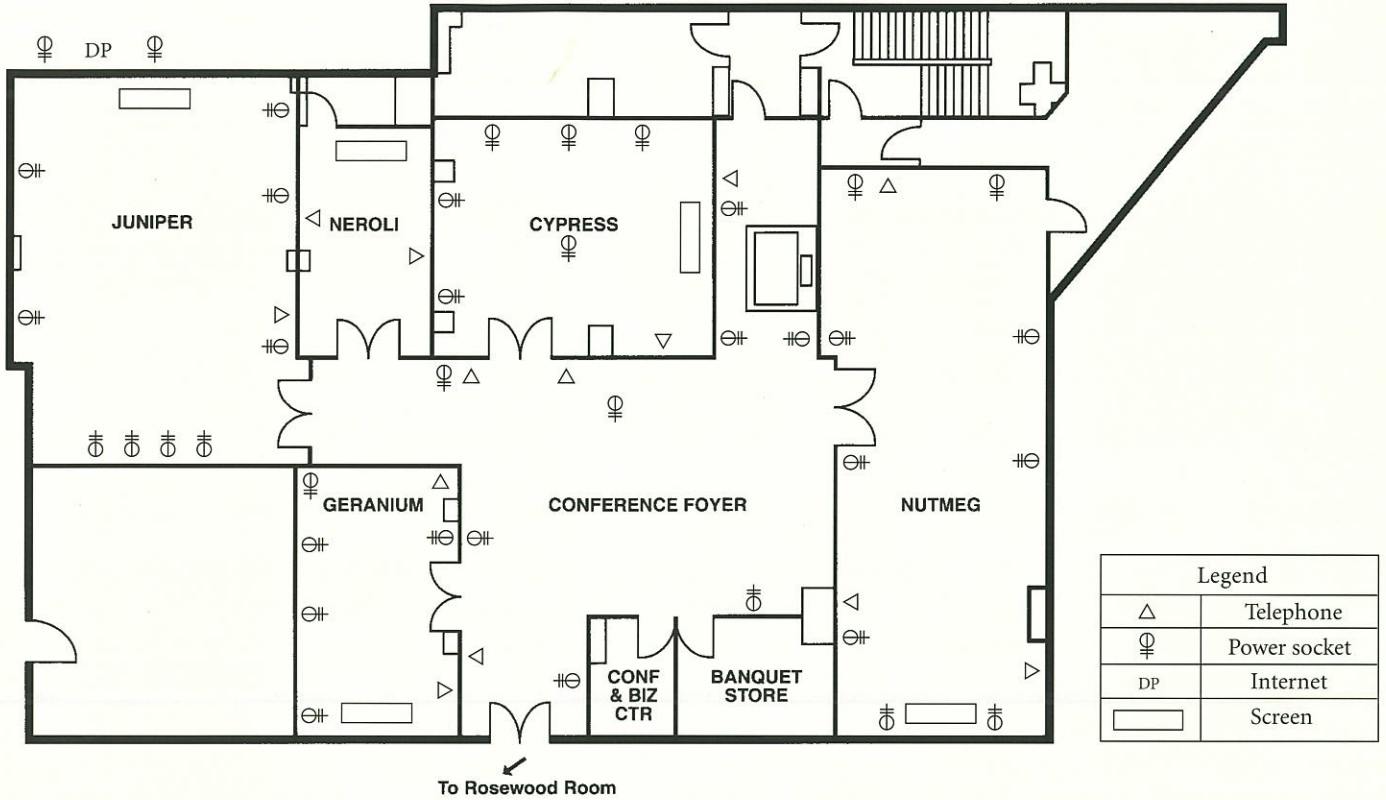 DP
JUNIPER
NEROLI
CYPRESS
GERANIUM
CONFERENCE FOYER
NUTMEG
CONF
& BIZ
CTR
BANQUET
STORE
To Rosewood Room
Legend
Telephone
Power socket
DP Internet
Screen